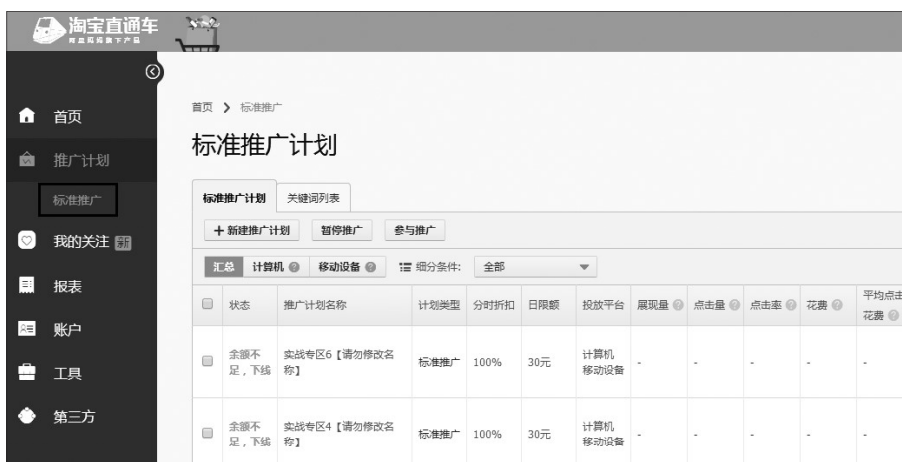 淘宝直通车
阿里妈妈旗下产品
首页
推广计划
标准推广
我的关注 新
报表
账户
工具
第三方
首页 > 标准推广
标准推广计划
标准推广计划 关键词列表
+ 新建推广计划 暂停推广 参与推广
汇总 计算机 移动设备 细分条件: 全部
状态 推广计划名称 计划类型 分时折扣 日限额 投放平台 展现量 点击量 点击率 花费 平均点击
花费
余额不 实战专区6【请勿修改名 标准推广 100% 30元 计算机 - - - - -
足，下线 称】 移动设备
余额不 实战专区4【请勿修改名 标准推广 100% 30元 计算机 - - - - -
足，下线 称】 移动设备